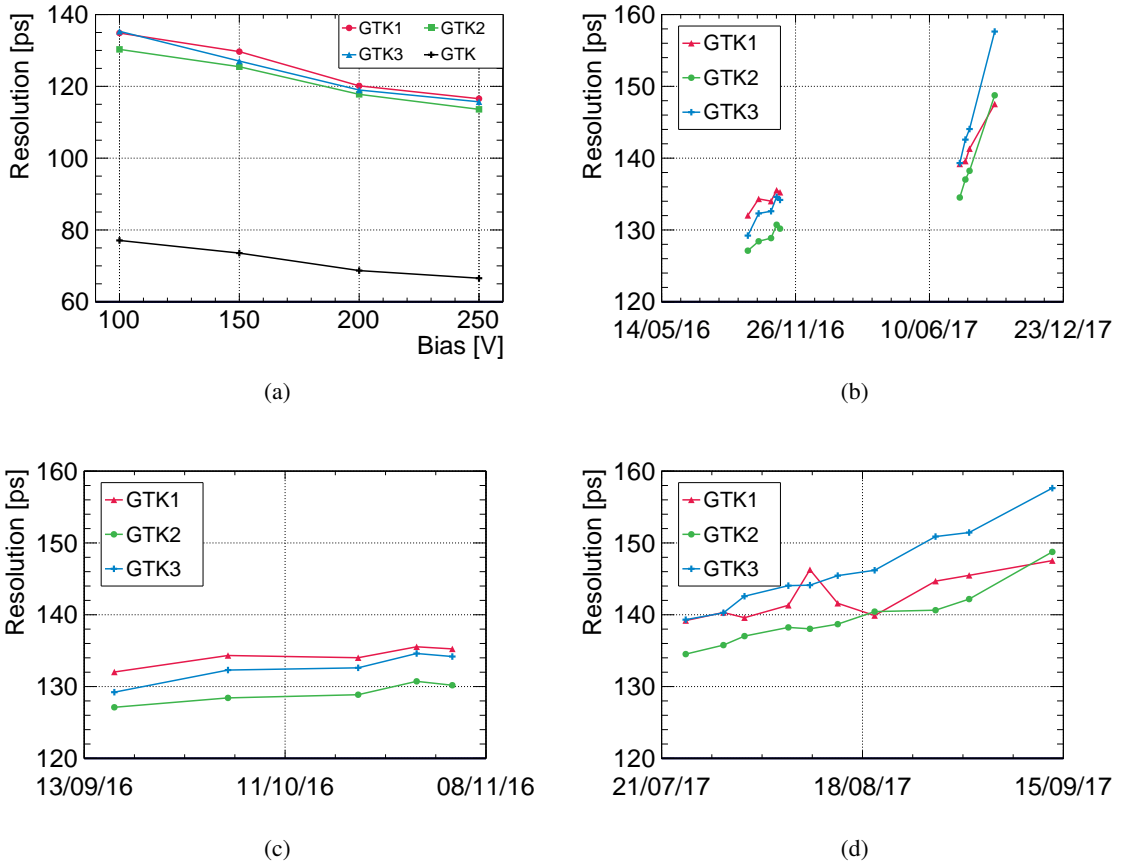 Resolution [ps]
140
120
100
80
60
GTK1 GTK2
GTK3 GTK
100 150 200 250
Bias [V]
(a)
Resolution [ps]
160
150
140
130
120
GTK1
GTK2
GTK3
14/05/16 26/11/16 10/06/17 23/12/17
(b)
Resolution [ps]
160
150
140
130
120
GTK1
GTK2
GTK3
13/09/16 11/10/16 08/11/16
(c)
Resolution [ps]
160
150
140
130
120
GTK1
GTK2
GTK3
21/07/17 18/08/17 15/09/17
(d)